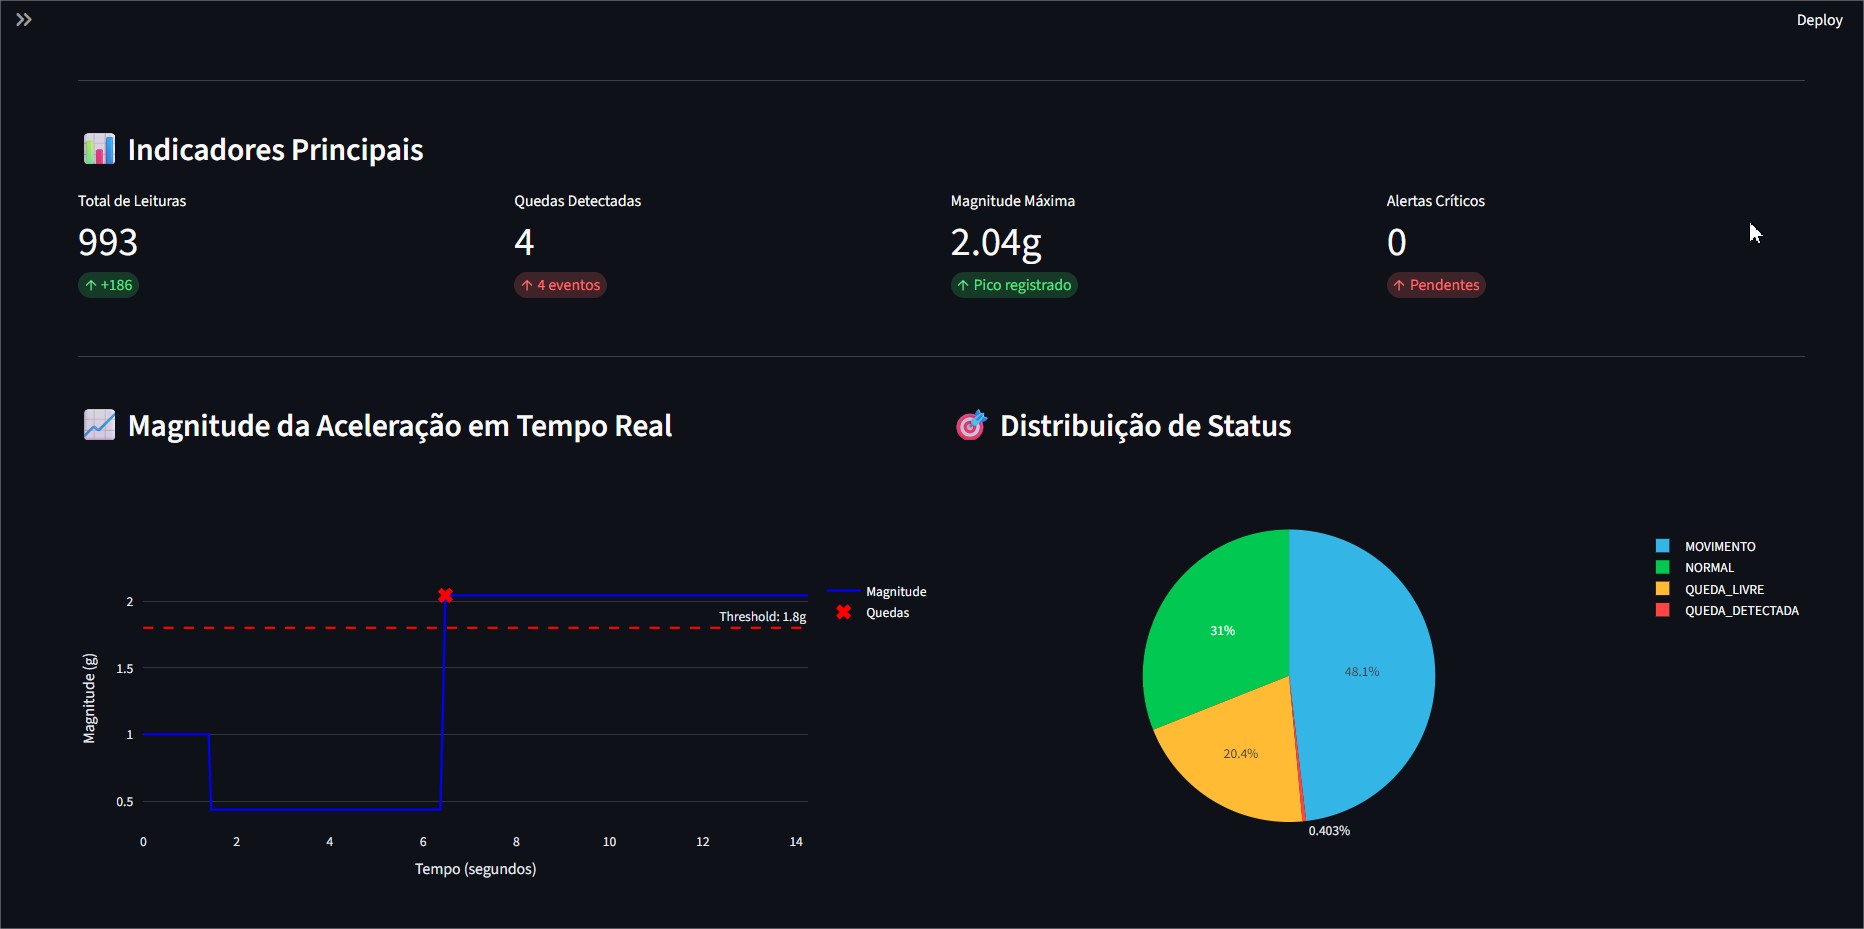 Deploy
Indicadores Principais
Total de Leituras
993
↑ +186
Quedas Detectadas
4
↑ 4 eventos
Magnitude Máxima
2.04g
↑ Pico registrado
Alertas Críticos
0
↑ Pendentes
Magnitude da Aceleração em Tempo Real
Magnitude
Quedas
Threshold: 1.8g
Magnitude (g)
2
1.5
1
0.5
0 2 4 6 8 10 12 14
Tempo (segundos)
Distribuição de Status
MOVIMENTO
NORMAL
QUEDA_LIVRE
QUEDA_DETECTADA
31%
48.1%
20.4%
0.403%